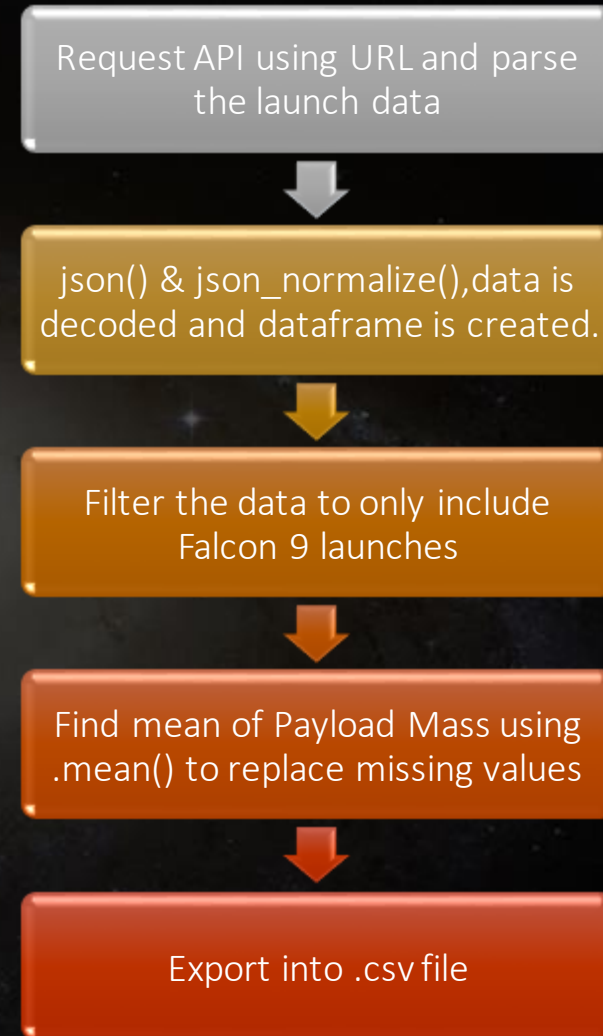 Request API using URL and parse
the launch data
json() & json_normalize(),data is
decoded and dataframe is created.
Filter the data to only include
Falcon 9 launches
Find mean of Payload Mass using
.mean() to replace missing values
Export into .csv file